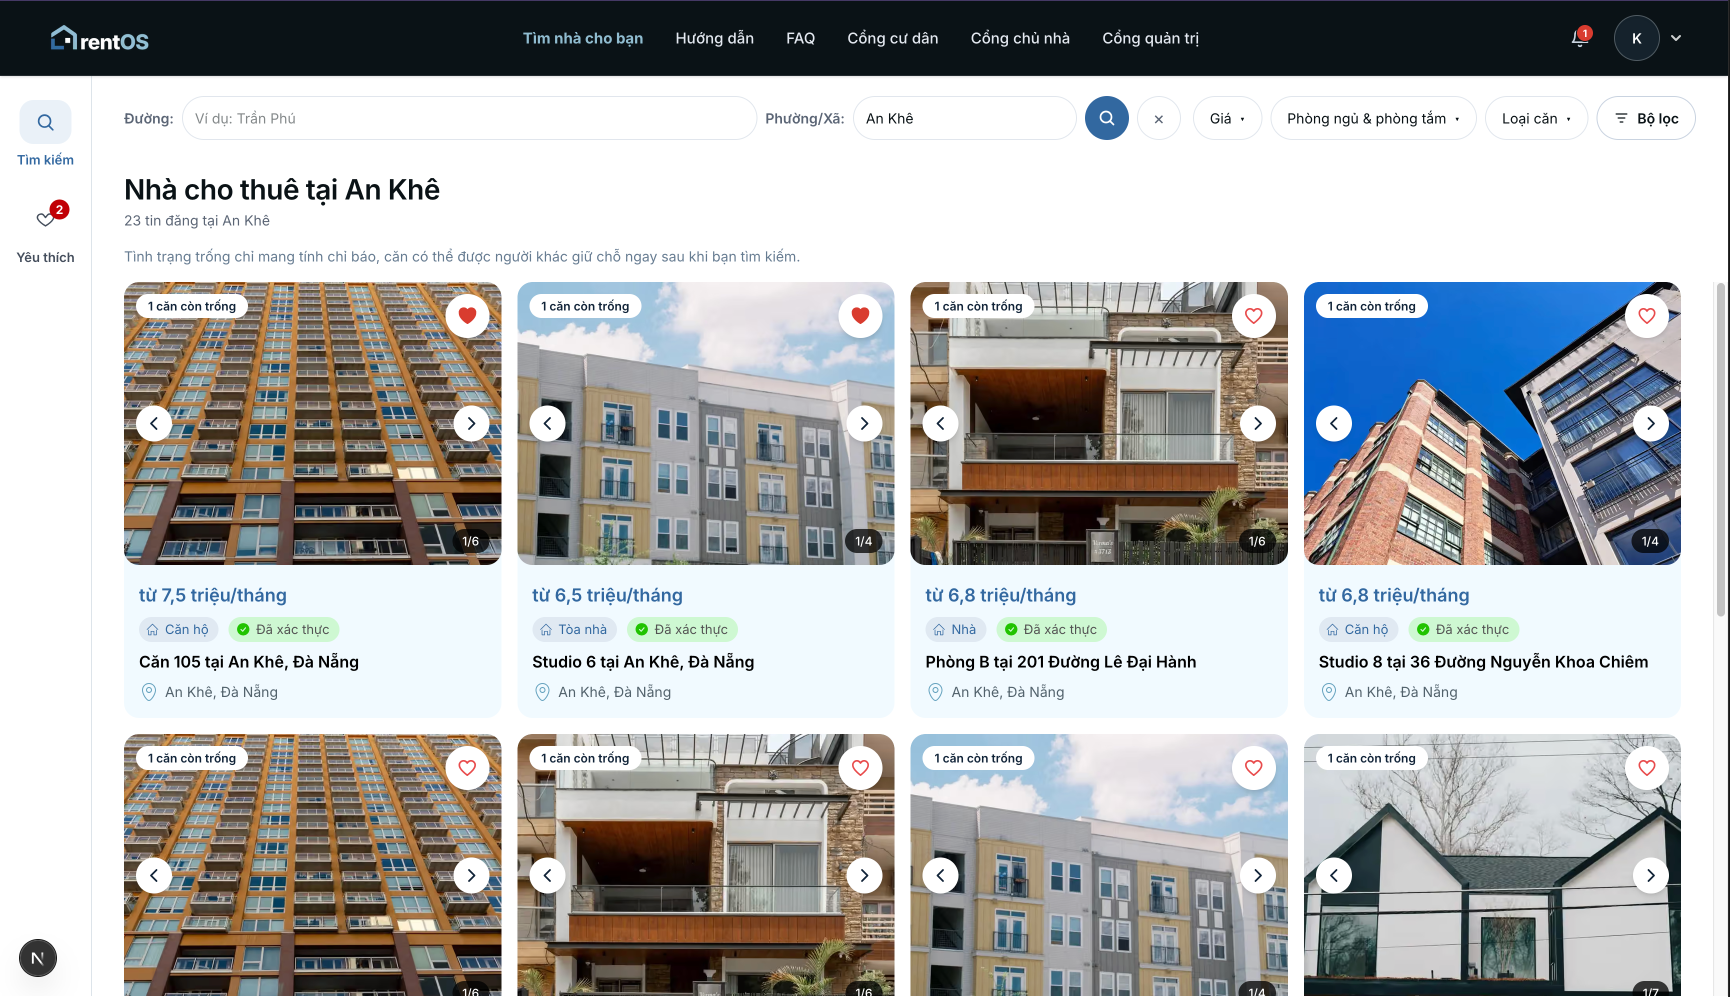 rentOS
Tìm nhà cho bạn
Hướng dẫn
FAQ
Cổng cư dân
Cổng chủ nhà
Cổng quản trị
1
K
Tìm kiếm
2
Yêu thích
Đường:
Ví dụ: Trần Phú
Phường/Xã:
An Khê
Giá
Phòng ngủ & phòng tắm
Loại căn
Bộ lọc
Nhà cho thuê tại An Khê
23 tin đăng tại An Khê
Tình trạng trống chỉ mang tính chỉ báo, căn có thể được người khác giữ chỗ ngay sau khi bạn tìm kiếm.
1 căn còn trống
1/6
từ 7,5 triệu/tháng
Căn hộ
Đã xác thực
Căn 105 tại An Khê, Đà Nẵng
An Khê, Đà Nẵng
1 căn còn trống
1/4
từ 6,5 triệu/tháng
Tòa nhà
Đã xác thực
Studio 6 tại An Khê, Đà Nẵng
An Khê, Đà Nẵng
1 căn còn trống
1/6
từ 6,8 triệu/tháng
Nhà
Đã xác thực
Phòng B tại 201 Đường Lê Đại Hành
An Khê, Đà Nẵng
1 căn còn trống
1/4
từ 6,8 triệu/tháng
Căn hộ
Đã xác thực
Studio 8 tại 36 Đường Nguyễn Khoa Chiêm
An Khê, Đà Nẵng
1 căn còn trống
1/6
1 căn còn trống
1/6
1 căn còn trống
1/4
1 căn còn trống
1/7
N